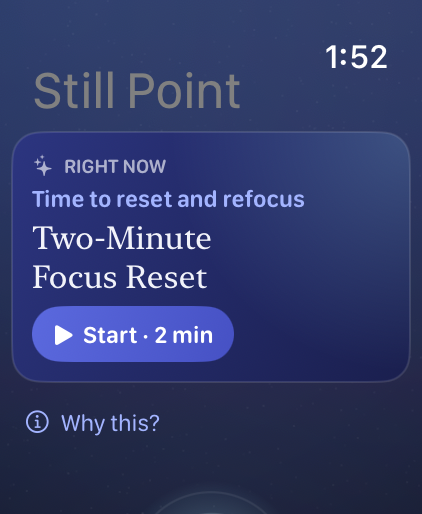 1:52
Still Point
RIGHT NOW
Time to reset and refocus
Two-Minute
Focus Reset
Start · 2 min
Why this?